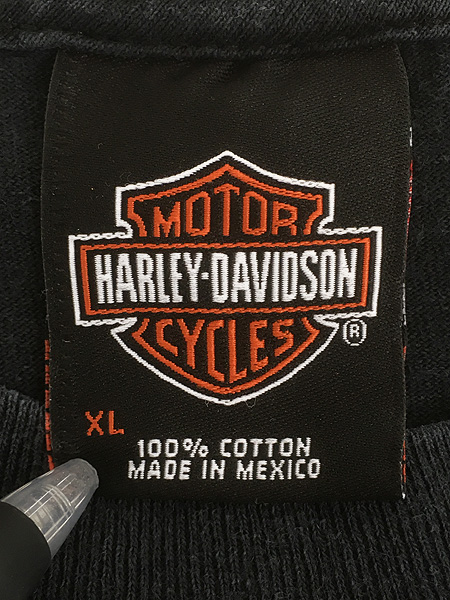 MOTOR
HARLEY-DAVIDSON
CYCLES
®
XL
100% COTTON
MADE IN MEXICO